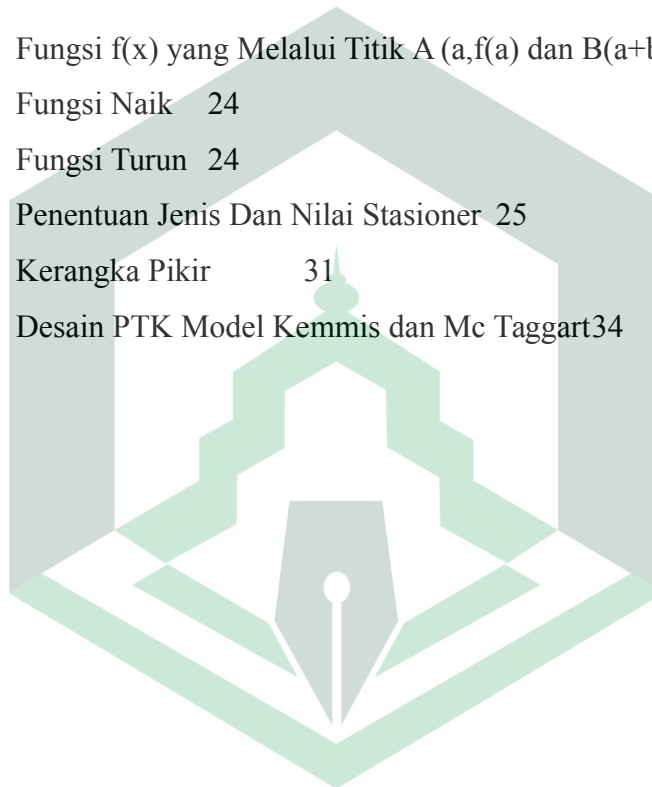 Fungsi f(x) yang Melalui Titik A (a,f(a) dan B(a+b
Fungsi Naik 24
Fungsi Turun 24
Penentuan Jenis Dan Nilai Stasioner 25
Kerangka Pikir 31
Desain PTK Model Kemmis dan Mc Taggart34